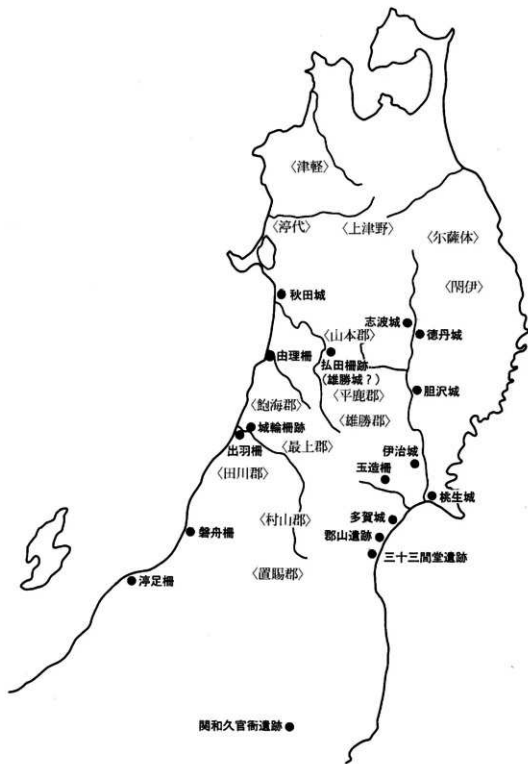 〈津軽〉
〈渟代〉
〈上津野〉
〈尓薩体〉
〈閇伊〉
秋田城
志波城
徳丹城
〈山本郡〉
由理柵
払田柵跡
（雄勝城？）
〈平鹿郡〉
胆沢城
〈飽海郡〉
〈雄勝郡〉
城輪柵跡
出羽柵
〈最上郡〉
伊治城
〈田川郡〉
玉造柵
桃生城
〈村山郡〉
多賀城
磐舟柵
郡山遺跡
三十三間堂遺跡
〈置賜郡〉
渟足柵
関和久官衙遺跡